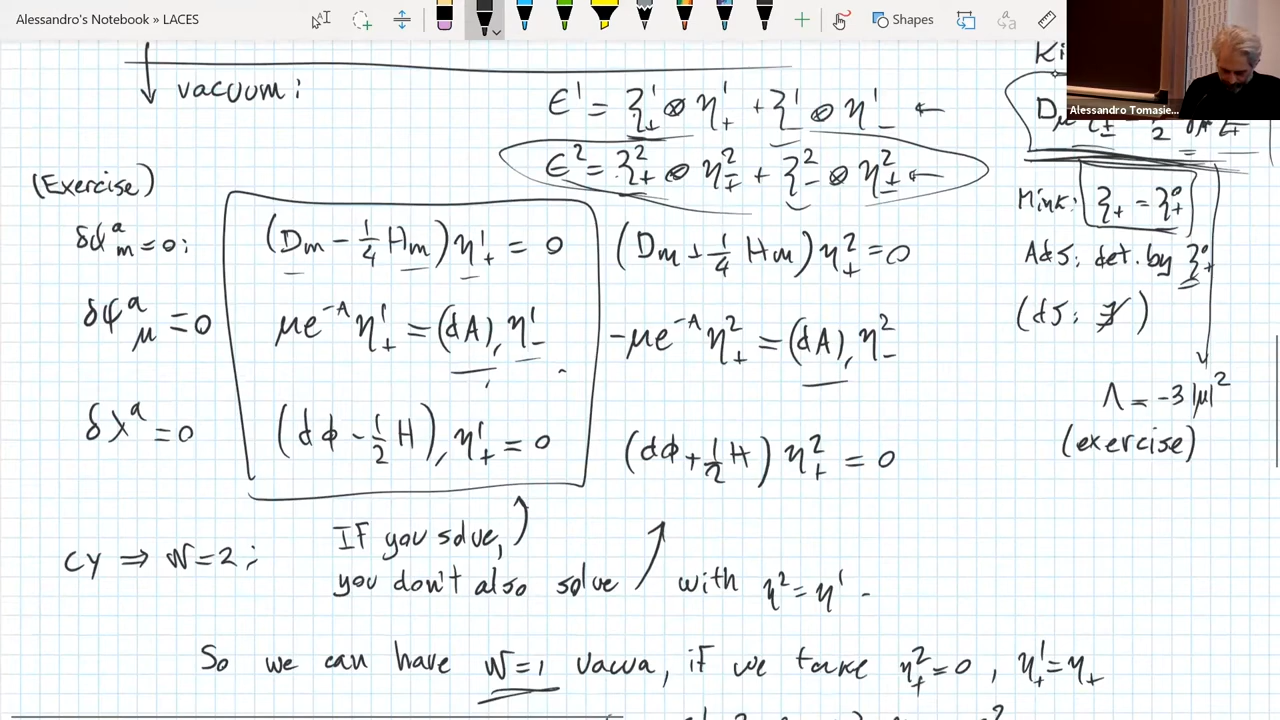 Alessandro's Notebook » LACES
Shapes
Alessandro Tomasie...
vacuum:
ϵ¹ = ζ¹₊ ⊗ η¹₊ + ζ¹₋ ⊗ η¹₋ ←
ϵ² = ζ²₊ ⊗ η²∓ + ζ²₋ ⊗ η²± ←
Mink: ζ₊ = ζ⁰₊
AdS: det. by ζ⁰₊
(dS: ∄)
Λ = -3|μ|²
(exercise)
(Exercise)
δψᵃₘ = 0: (Dₘ - 1/4 Hₘ) η¹₊ = 0 (Dₘ + 1/4 Hₘ) η²₊ = 0
δψᵃ_μ = 0 μe⁻ᴬ η¹₊ = (dA)· η¹₋ -μe⁻ᴬ η²₊ = (dA)· η²₋
δλᵃ = 0 (dϕ - 1/2 H)· η¹₊ = 0 (dϕ + 1/2 H) η²₊ = 0
CY ⇒ N=2:
If you solve,
you don't also solve with η² = η¹.
So we can have N=1 vacua, if we take η²₊ = 0, η¹₊ = η₊